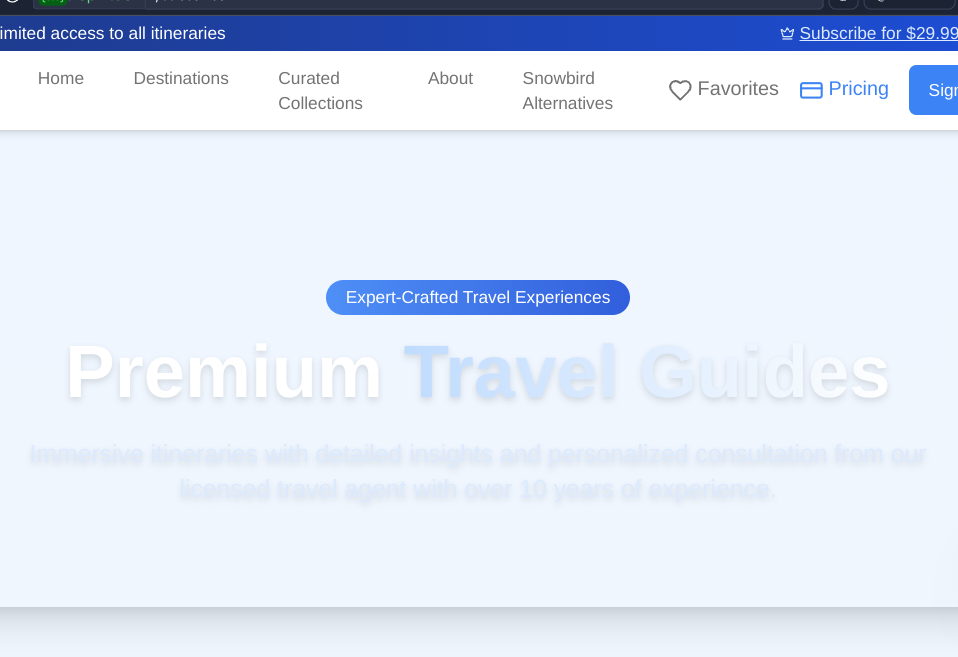 limited access to all itineraries
Subscribe for $29.99
Home
Destinations
Curated
Collections
About
Snowbird
Alternatives
Favorites
Pricing
Expert-Crafted Travel Experiences
Premium Travel Guides
Immersive itineraries with detailed insights and personalized consultation from our
licensed travel agent with over 10 years of experience.